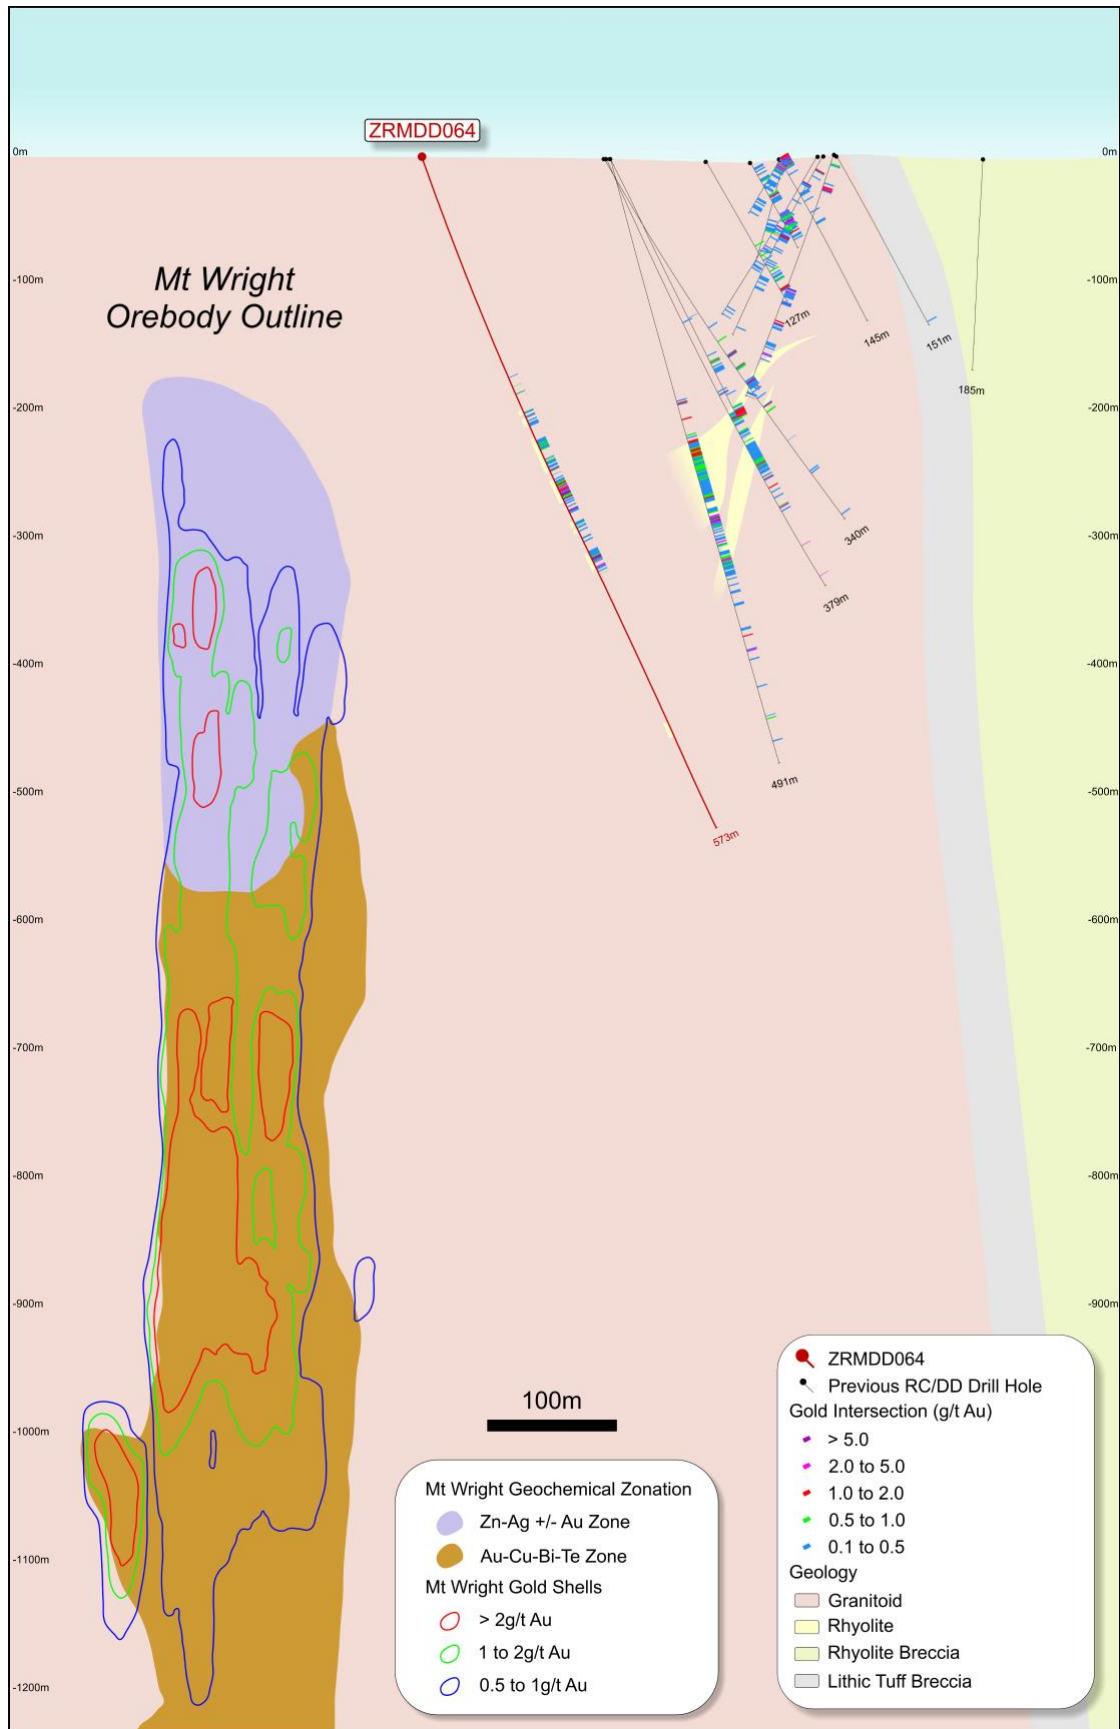 ZRMDD064
0m
0m
Mt Wright
Orebody Outline
-100m
-100m
127m
145m
151m
185m
-200m
-200m
-300m
-300m
340m
379m
-400m
-400m
491m
-500m
-500m
573m
-600m
-600m
-700m
-700m
-800m
-800m
-900m
-900m
100m
-1000m
-1100m
-1200m
Mt Wright Geochemical Zonation
Zn-Ag +/- Au Zone
Au-Cu-Bi-Te Zone
Mt Wright Gold Shells
> 2g/t Au
1 to 2g/t Au
0.5 to 1g/t Au
ZRMDD064
Previous RC/DD Drill Hole
Gold Intersection (g/t Au)
> 5.0
2.0 to 5.0
1.0 to 2.0
0.5 to 1.0
0.1 to 0.5
Geology
Granitoid
Rhyolite
Rhyolite Breccia
Lithic Tuff Breccia